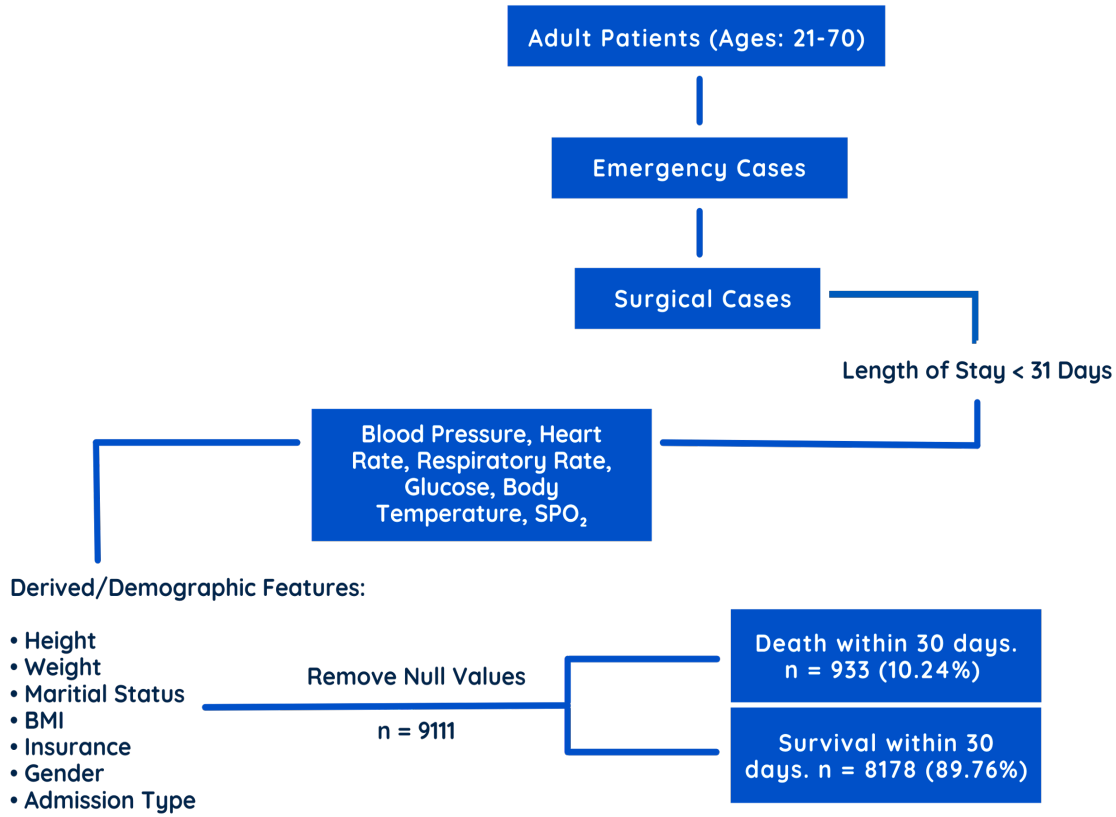 Adult Patients (Ages: 21-70)
Emergency Cases
Surgical Cases
Length of Stay < 31 Days
Blood Pressure, Heart
Rate, Respiratory Rate,
Glucose, Body
Temperature, SPO₂
Derived/Demographic Features:
• Height
• Weight
• Maritial Status
• BMI
• Insurance
• Gender
• Admission Type
Remove Null Values
n = 9111
Death within 30 days.
n = 933 (10.24%)
Survival within 30
days. n = 8178 (89.76%)